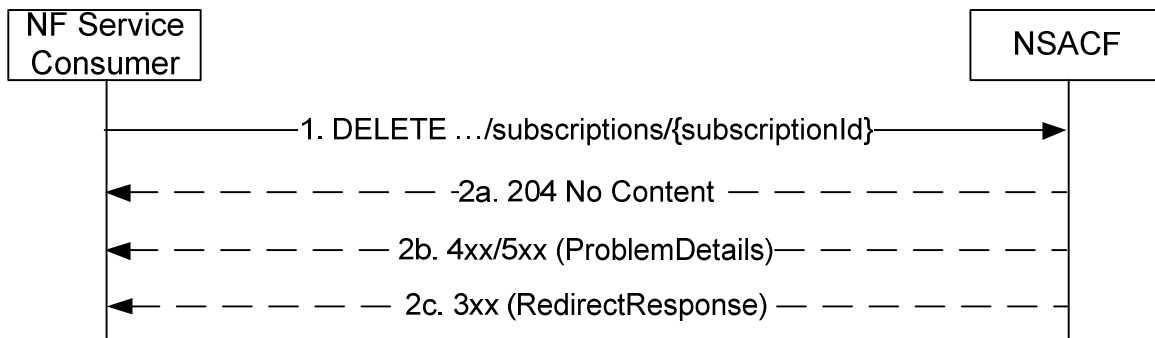 NF Service
Consumer
NSACF
1. DELETE …/subscriptions/{subscriptionId}
2a. 204 No Content
2b. 4xx/5xx (ProblemDetails)
2c. 3xx (RedirectResponse)